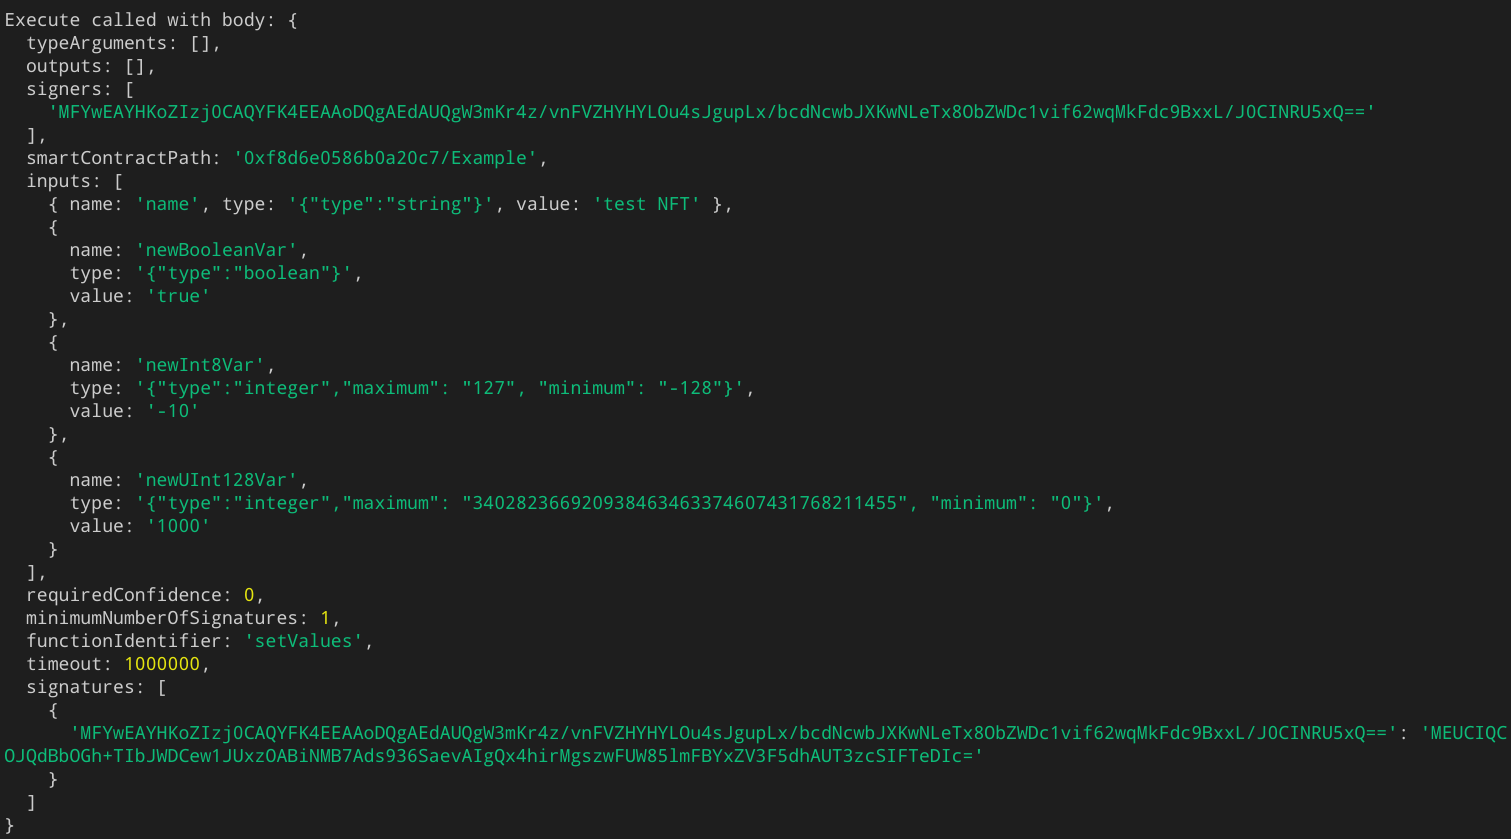 Execute called with body: {
  typeArguments: [],
  outputs: [],
  signers: [
    'MFYwEAYHKoZIzj0CAQYFK4EEAAoDQgAEdAUQgW3mKr4z/vnFVZHYHYLOu4sJgupLx/bcdNcwbJXKwNLeTx8ObZWDc1vif62wqMkFdc9BxxL/J0CINRU5xQ=='
  ],
  smartContractPath: '0xf8d6e0586b0a20c7/Example',
  inputs: [
    { name: 'name', type: '{"type":"string"}', value: 'test NFT' },
    {
      name: 'newBooleanVar',
      type: '{"type":"boolean"}',
      value: 'true'
    },
    {
      name: 'newInt8Var',
      type: '{"type":"integer","maximum": "127", "minimum": "-128"}',
      value: '-10'
    },
    {
      name: 'newUInt128Var',
      type: '{"type":"integer","maximum": "340282366920938463463374607431768211455", "minimum": "0"}',
      value: '1000'
    }
  ],
  requiredConfidence: 0,
  minimumNumberOfSignatures: 1,
  functionIdentifier: 'setValues',
  timeout: 1000000,
  signatures: [
    {
      'MFYwEAYHKoZIzj0CAQYFK4EEAAoDQgAEdAUQgW3mKr4z/vnFVZHYHYLOu4sJgupLx/bcdNcwbJXKwNLeTx8ObZWDc1vif62wqMkFdc9BxxL/J0CINRU5xQ==': 'MEUCIQC
OJQdBbOGh+TIbJWDCew1JUxzOABiNMB7Ads936SaevAIgQx4hirMgszwFUW85lmFBYxZV3F5dhAUT3zcSIFTeDIc='
    }
  ]
}